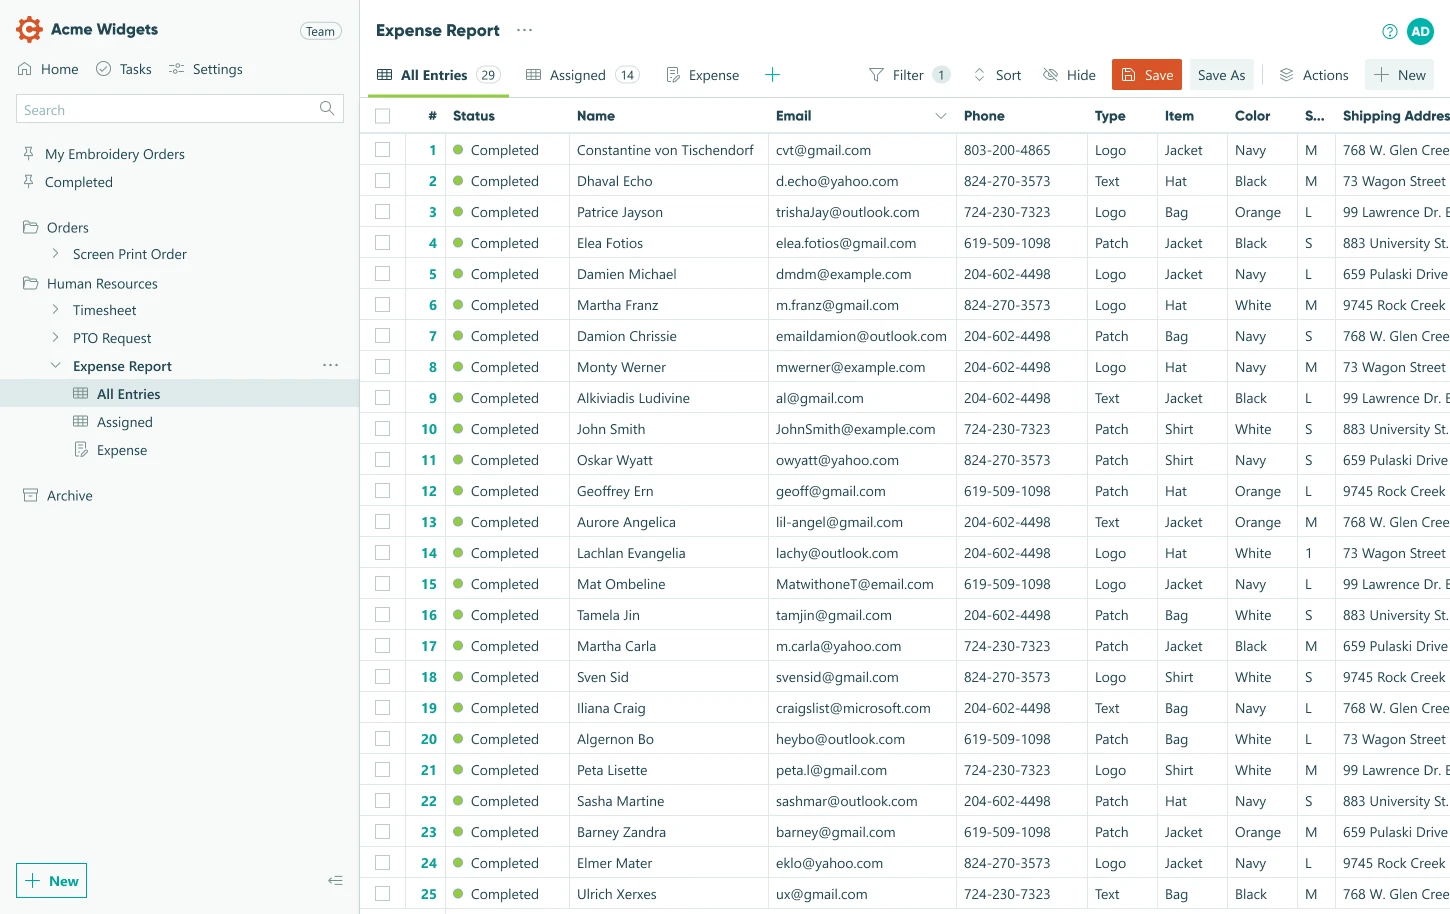 Acme Widgets
Team
Home Tasks Settings
Search
My Embroidery Orders
Completed
Orders
Screen Print Order
Human Resources
Timesheet
PTO Request
Expense Report ...
All Entries
Assigned
Expense
Archive
New
Expense Report ...
? AD
All Entries 29 Assigned 14 Expense Filter 1 Sort Hide Save Save As Actions New
# Status Name Email Phone Type Item Color S... Shipping Addres
1 Completed Constantine von Tischendorf cvt@gmail.com 803-200-4865 Logo Jacket Navy M 768 W. Glen Cree
2 Completed Dhaval Echo d.echo@yahoo.com 824-270-3573 Text Hat Black M 73 Wagon Street
3 Completed Patrice Jayson trishaJay@outlook.com 724-230-7323 Logo Bag Orange L 99 Lawrence Dr. E
4 Completed Elea Fotios elea.fotios@gmail.com 619-509-1098 Patch Jacket Black S 883 University St.
5 Completed Damien Michael dmdm@example.com 204-602-4498 Logo Jacket Navy L 659 Pulaski Drive
6 Completed Martha Franz m.franz@gmail.com 824-270-3573 Logo Hat White M 9745 Rock Creek
7 Completed Damion Chrissie emaildamion@outlook.com 204-602-4498 Patch Bag Navy S 768 W. Glen Cree
8 Completed Monty Werner mwerner@example.com 204-602-4498 Logo Hat Navy M 73 Wagon Street
9 Completed Alkiviadis Ludivine al@gmail.com 204-602-4498 Text Jacket Black L 99 Lawrence Dr. E
10 Completed John Smith JohnSmith@example.com 724-230-7323 Patch Shirt White S 883 University St.
11 Completed Oskar Wyatt owyatt@yahoo.com 824-270-3573 Patch Shirt Navy S 659 Pulaski Drive
12 Completed Geoffrey Ern geoff@gmail.com 619-509-1098 Patch Hat Orange L 9745 Rock Creek
13 Completed Aurore Angelica lil-angel@gmail.com 204-602-4498 Text Jacket Orange M 768 W. Glen Cree
14 Completed Lachlan Evangelia lachy@outlook.com 204-602-4498 Logo Hat White 1 73 Wagon Street
15 Completed Mat Ombeline MatwithoneT@email.com 619-509-1098 Logo Jacket Navy L 99 Lawrence Dr. E
16 Completed Tamela Jin tamjin@gmail.com 204-602-4498 Patch Bag White S 883 University St.
17 Completed Martha Carla m.carla@yahoo.com 724-230-7323 Patch Jacket Black M 659 Pulaski Drive
18 Completed Sven Sid svensid@gmail.com 824-270-3573 Logo Shirt White S 9745 Rock Creek
19 Completed Iliana Craig craigslist@microsoft.com 204-602-4498 Text Bag Navy L 768 W. Glen Cree
20 Completed Algernon Bo heybo@outlook.com 619-509-1098 Patch Bag White L 73 Wagon Street
21 Completed Peta Lisette peta.l@gmail.com 724-230-7323 Logo Shirt White M 99 Lawrence Dr. E
22 Completed Sasha Martine sashmar@outlook.com 204-602-4498 Patch Hat Navy S 883 University St.
23 Completed Barney Zandra barney@gmail.com 619-509-1098 Patch Jacket Orange M 659 Pulaski Drive
24 Completed Elmer Mater eklo@yahoo.com 824-270-3573 Logo Jacket Navy L 9745 Rock Creek
25 Completed Ulrich Xerxes ux@gmail.com 724-230-7323 Text Bag Black M 768 W. Glen Cree